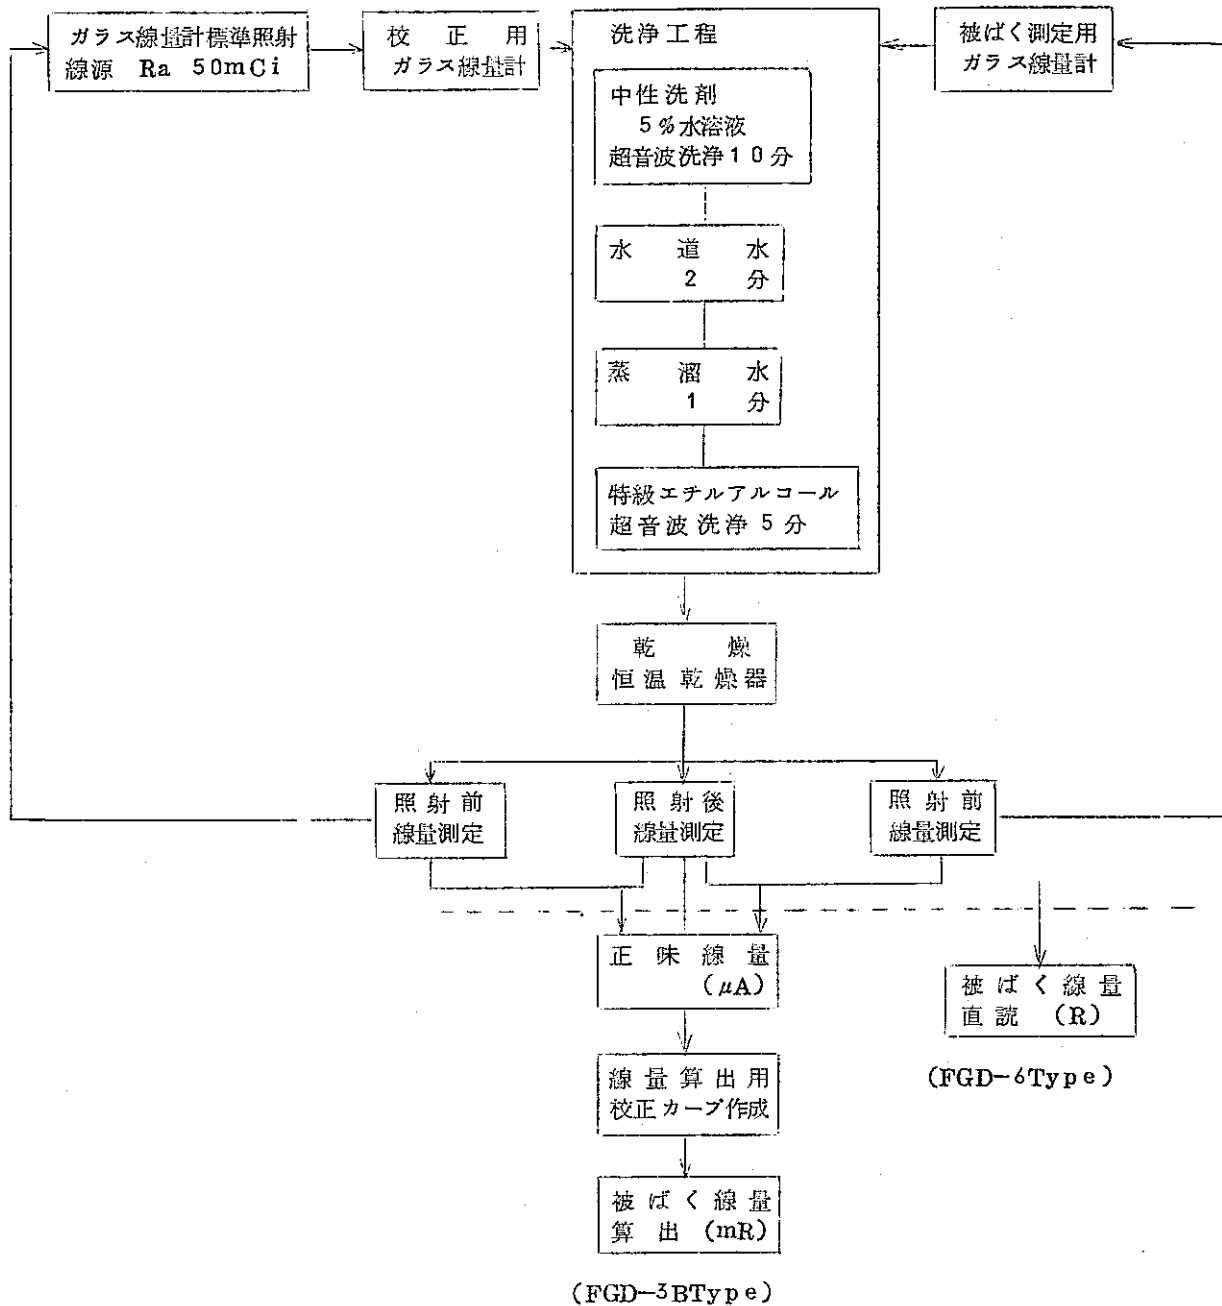 ガラス線量計標準照射
線源 Ra 50mCi
校正用
ガラス線量計
洗浄工程
被ばく測定用
ガラス線量計
中性洗剤
5%水溶液
超音波洗浄10分
水道水
2分
蒸溜水
1分
特級エチルアルコール
超音波洗浄5分
乾燥
恒温乾燥器
照射前
線量測定
照射後
線量測定
照射前
線量測定
正味線量
(μA)
被ばく線量
直読 (R)
(FGD-6Type)
線量算出用
校正カーブ作成
被ばく線量
算出 (mR)
(FGD-3BType)